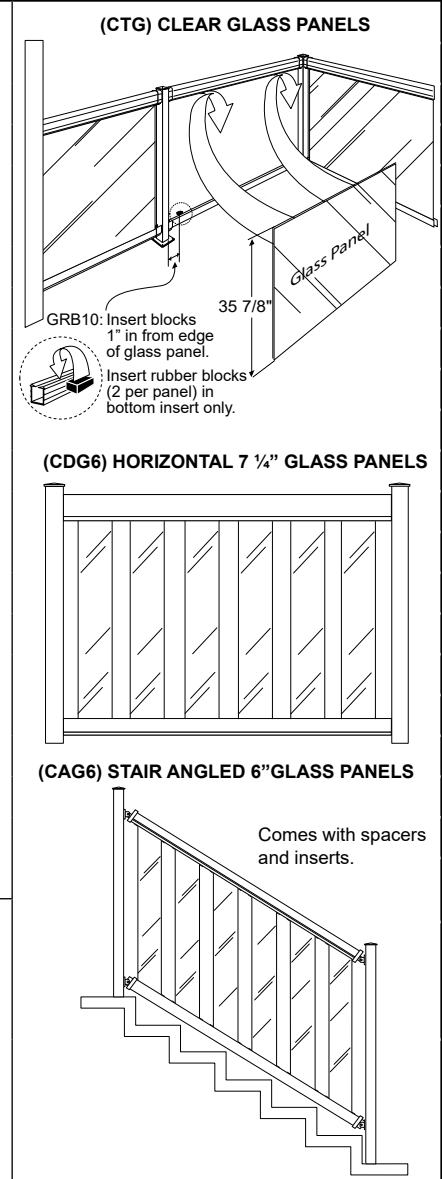 (CTG) CLEAR GLASS PANELS
Glass Panel
35 7/8"
GRB10: Insert blocks
1” in from edge
of glass panel.
Insert rubber blocks
(2 per panel) in
bottom insert only.
(CDG6) HORIZONTAL 7 ¼” GLASS PANELS
(CAG6) STAIR ANGLED 6”GLASS PANELS
Comes with spacers
and inserts.